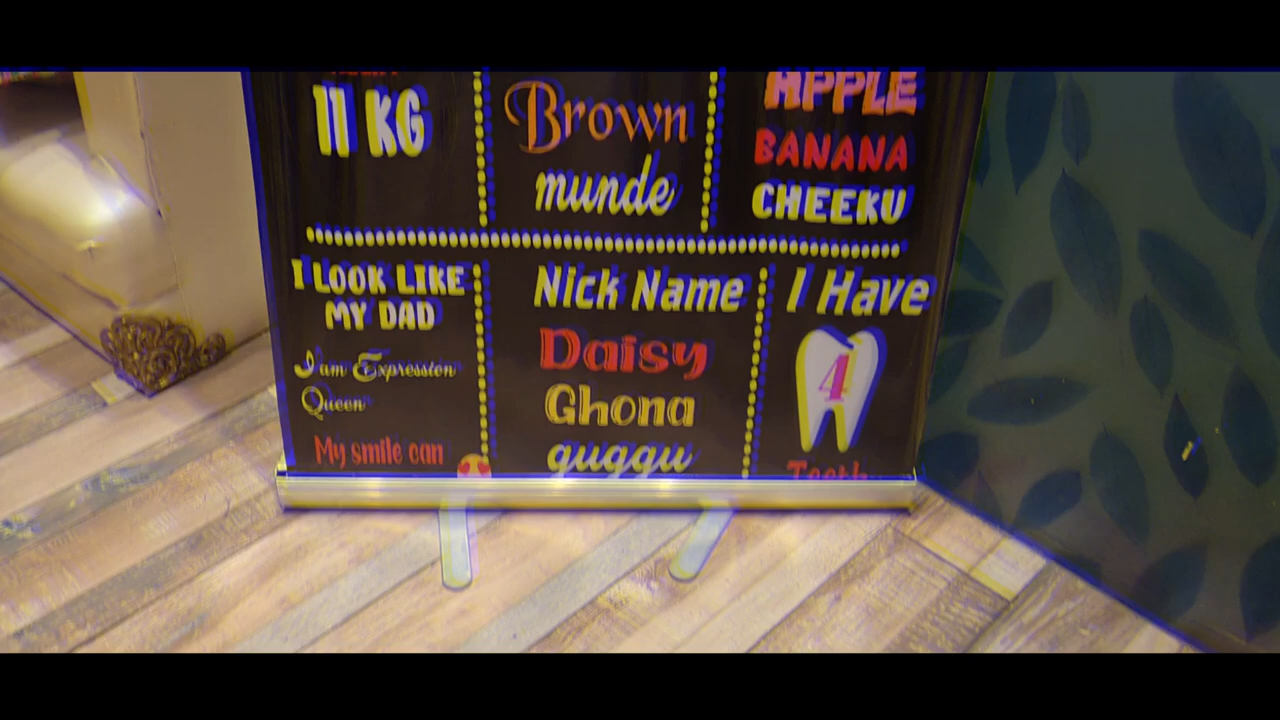 11 KG
Brown
munde
APPLE
BANANA
CHEEKU
I LOOK LIKE
MY DAD
I am Expression
Queen
My smile can
Nick Name
Daisy
Ghona
guggu
I Have
4
Teeth